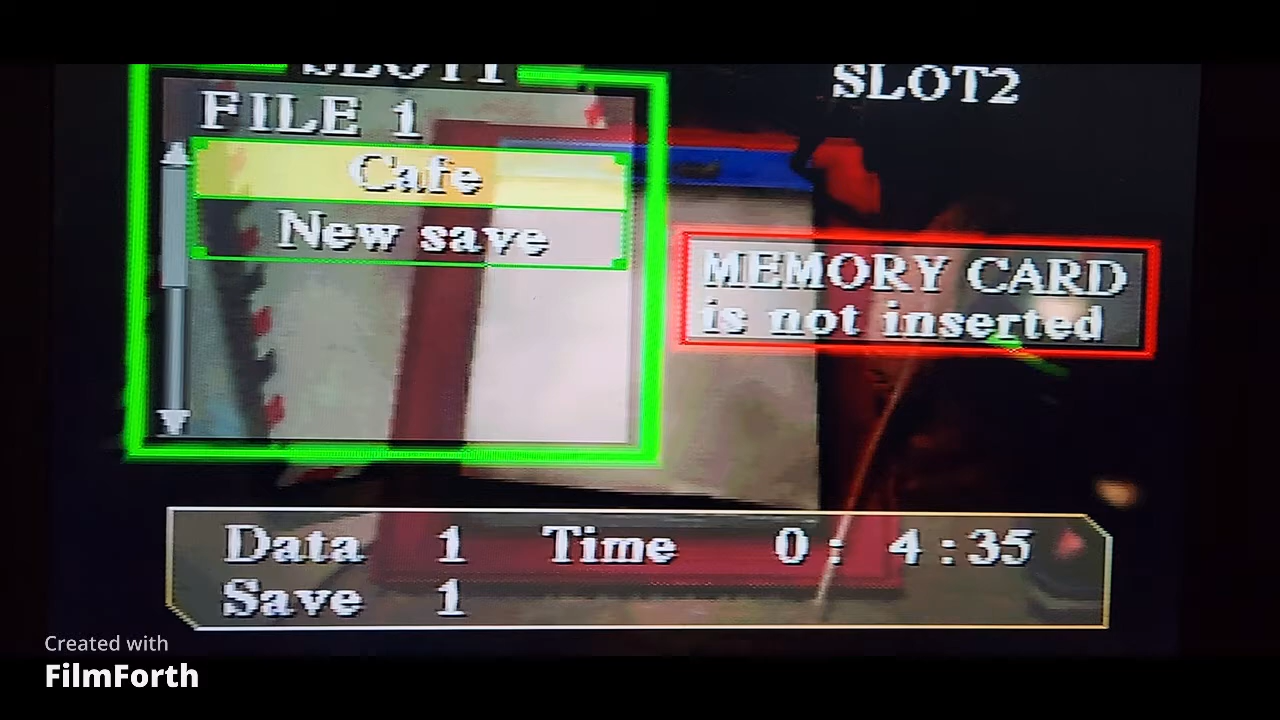 SLOT1
SLOT2
FILE 1
Cafe
New save
MEMORY CARD
is not inserted
Data 1 Time 0: 4:35
Save 1
Created with
FilmForth